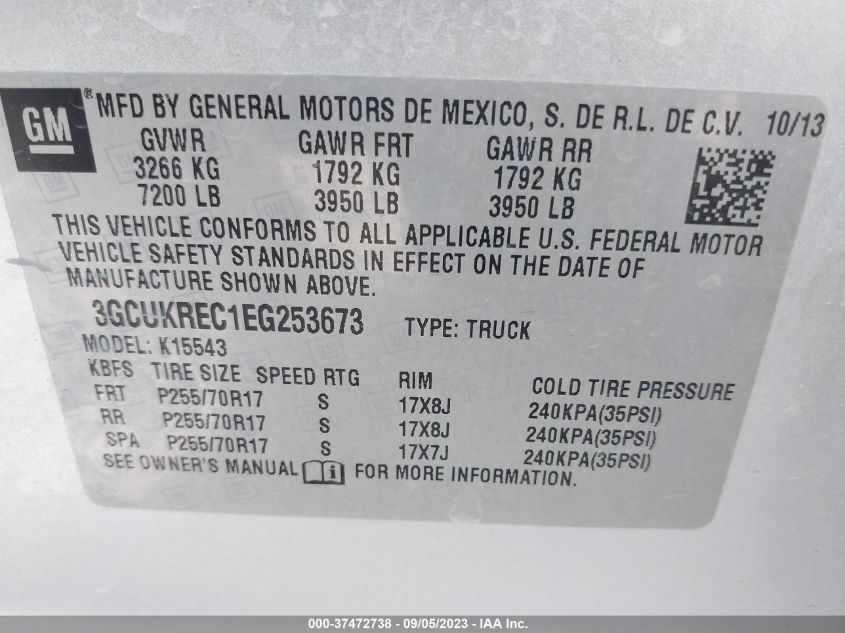 GM ® MFD BY GENERAL MOTORS DE MEXICO, S. DE R.L. DE C.V. 10/13
GVWR GAWR FRT GAWR RR
3266 KG 1792 KG 1792 KG
7200 LB 3950 LB 3950 LB
THIS VEHICLE CONFORMS TO ALL APPLICABLE U.S. FEDERAL MOTOR
VEHICLE SAFETY STANDARDS IN EFFECT ON THE DATE OF
MANUFACTURE SHOWN ABOVE.
3GCUKREC1EG253673 TYPE: TRUCK
MODEL: K15543
KBFS TIRE SIZE SPEED RTG RIM COLD TIRE PRESSURE
FRT P255/70R17 S 17X8J 240KPA(35PSI)
RR P255/70R17 S 17X8J 240KPA(35PSI)
SPA P255/70R17 S 17X7J 240KPA(35PSI)
SEE OWNER'S MANUAL FOR MORE INFORMATION.
000-37472738 - 09/05/2023 - IAA Inc.